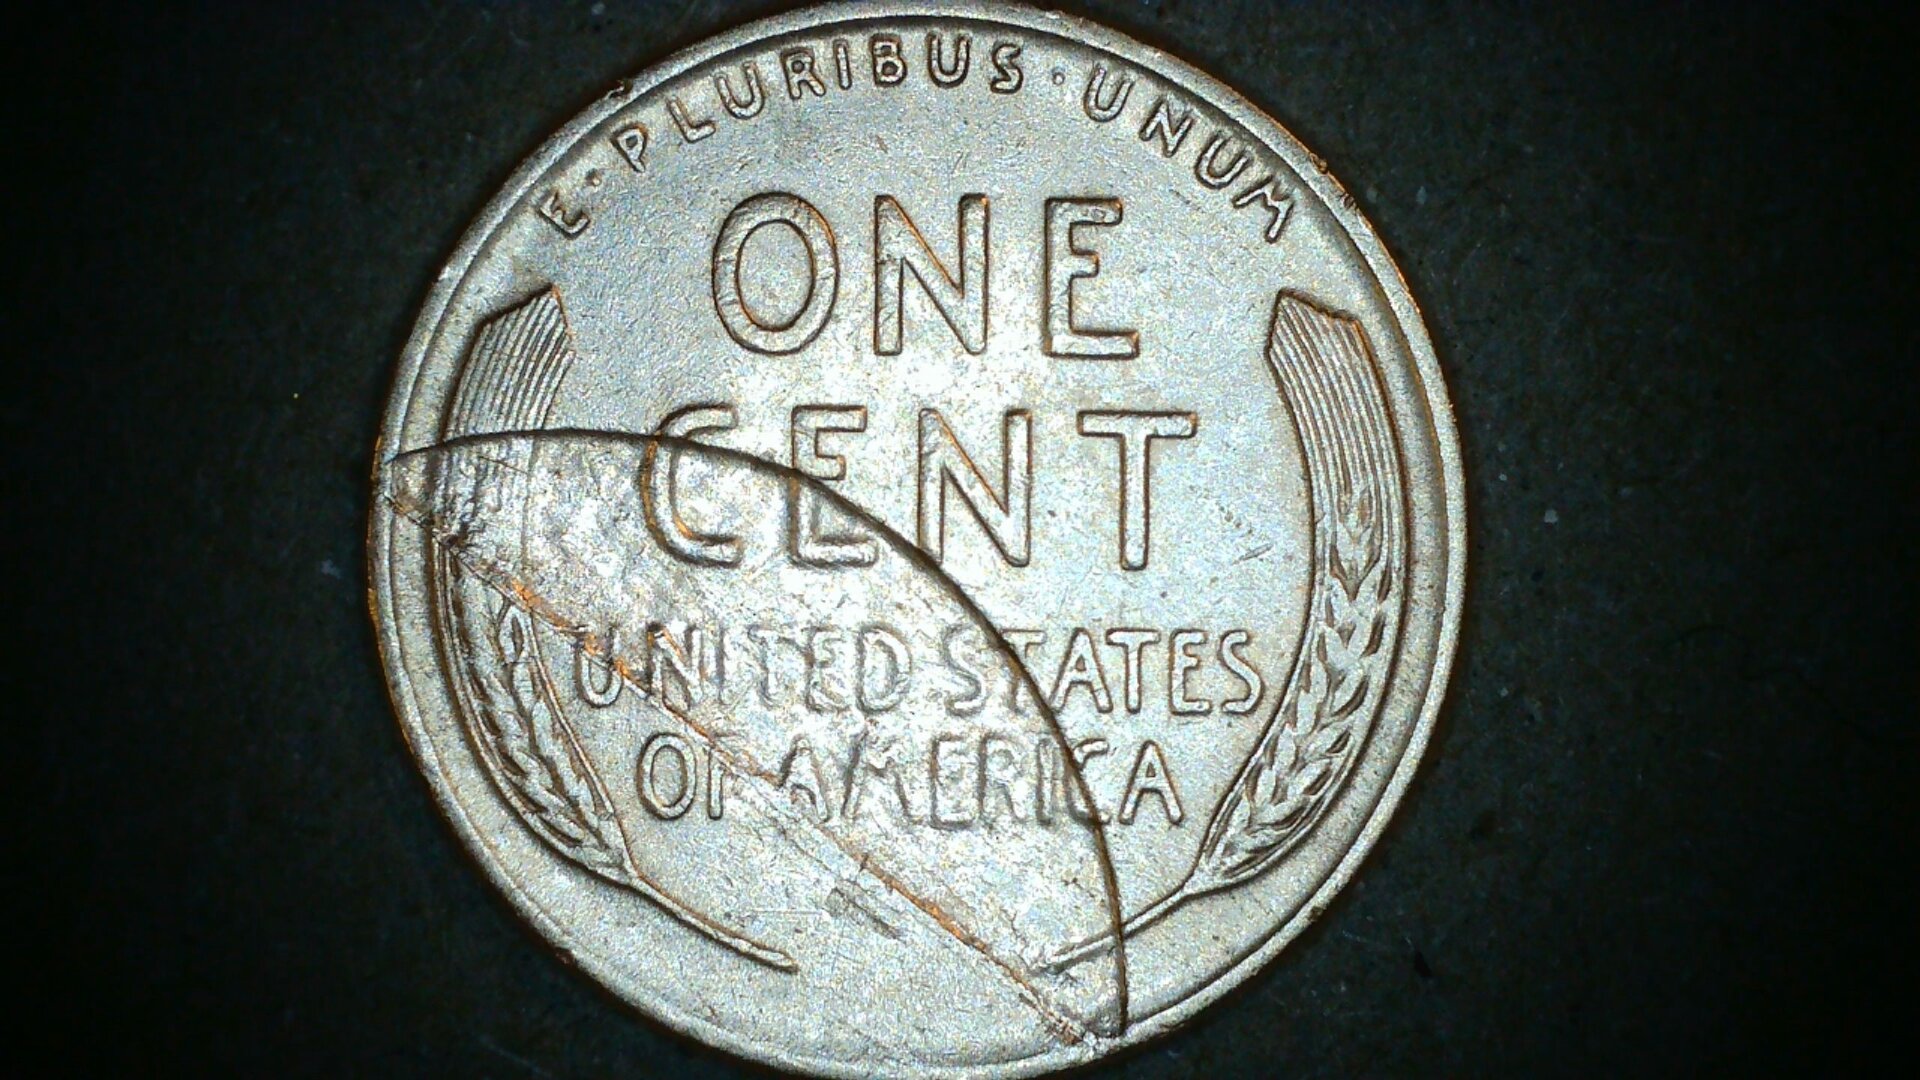 E·PLURIBUS·UNUM
ONE
CENT
UNITED STATES
OF AMERICA